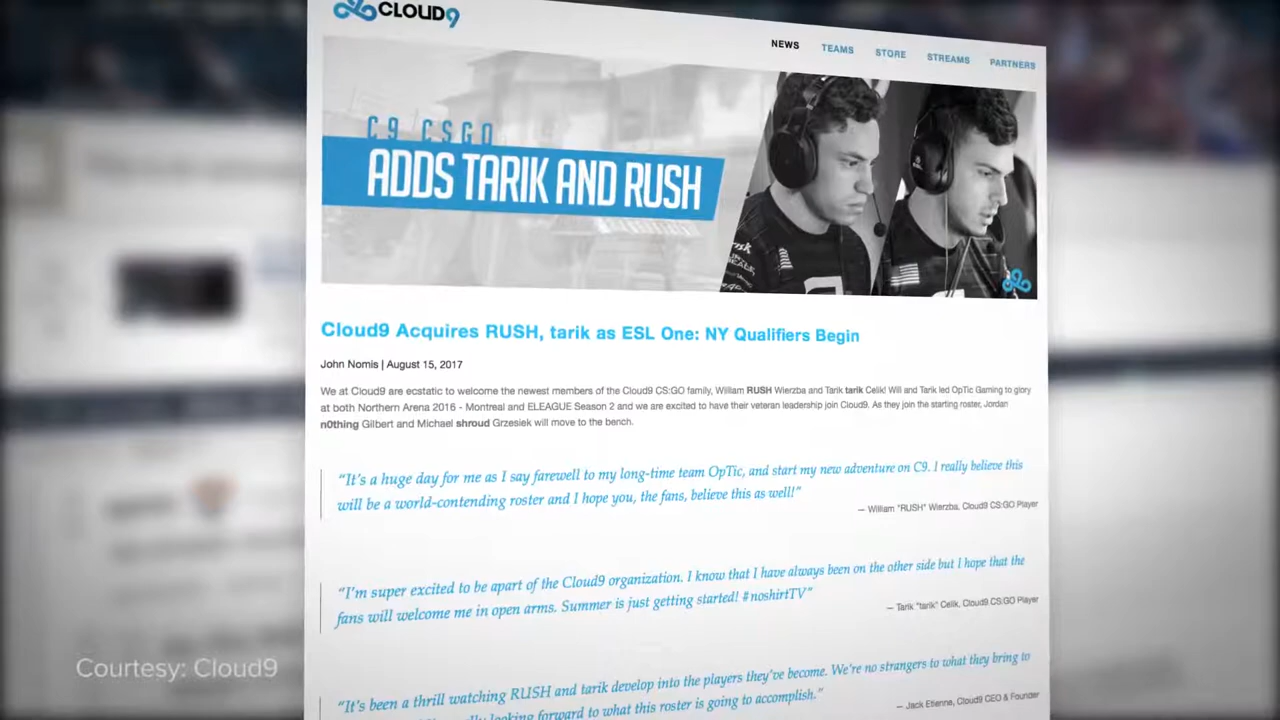 CLOUD9
NEWS TEAMS STORE STREAMS PARTNERS
C9 CSGO
ADDS TARIK AND RUSH
Cloud9 Acquires RUSH, tarik as ESL One: NY Qualifiers Begin
John Nomis | August 15, 2017
We at Cloud9 are ecstatic to welcome the newest members of the Cloud9 CS:GO family, William RUSH Wierzba and Tarik tarik Celik! Will and Tarik led OpTic Gaming to glory
at both Northern Arena 2016 - Montreal and ELEAGUE Season 2 and we are excited to have their veteran leadership join Cloud9. As they join the starting roster, Jordan
n0thing Gilbert and Michael shroud Grzesiek will move to the bench.
“It's a huge day for me as I say farewell to my long-time team OpTic, and start my new adventure on C9. I really believe this
will be a world-contending roster and I hope you, the fans, believe this as well!”
— William "RUSH" Wierzba, Cloud9 CS:GO Player
“I'm super excited to be apart of the Cloud9 organization. I know that I have always been on the other side but I hope that the
fans will welcome me in open arms. Summer is just getting started! #noshirtTV”
— Tarik "tarik" Celik, Cloud9 CS:GO Player
“It's been a thrill watching RUSH and tarik develop into the players they've become. We're no strangers to what they bring to
looking forward to what this roster is going to accomplish.”
— Jack Etienne, Cloud9 CEO & Founder
Courtesy: Cloud9